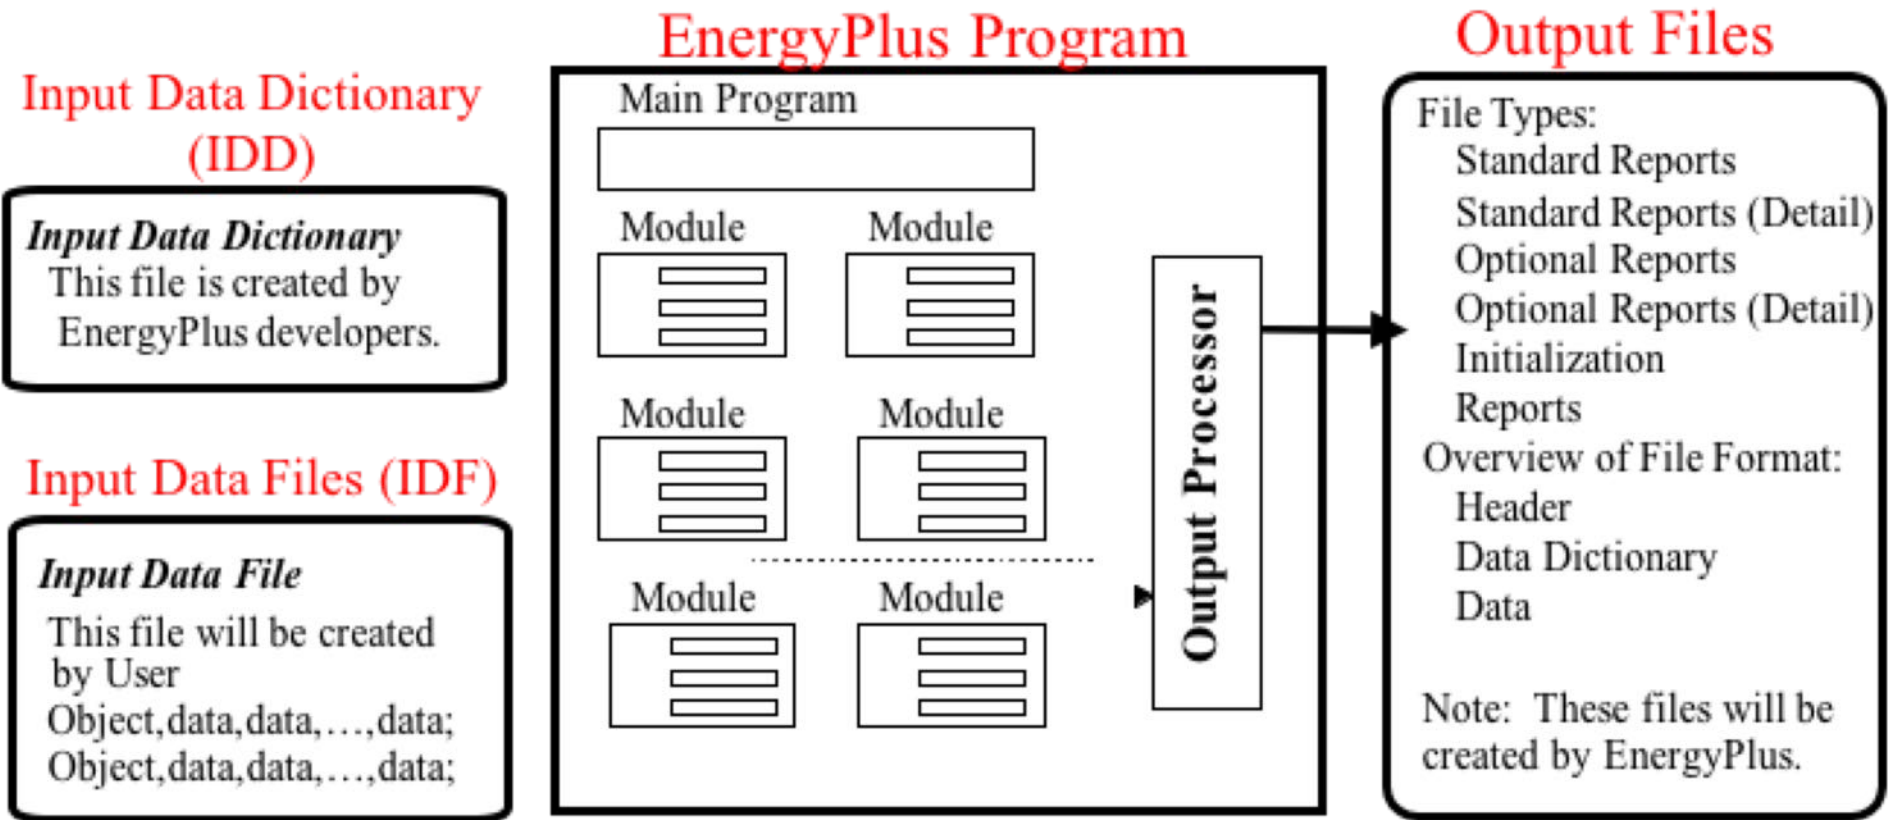 Input Data Dictionary
(IDD)
Input Data Dictionary
This file is created by
EnergyPlus developers.
Input Data Files (IDF)
Input Data File
This file will be created
by User
Object,data,data,...,data;
Object,data,data,...,data;
EnergyPlus Program
Main Program
Module
Module
Module
Module
Module
Module
Output Processor
Output Files
File Types:
Standard Reports
Standard Reports (Detail)
Optional Reports
Optional Reports (Detail)
Initialization
Reports
Overview of File Format:
Header
Data Dictionary
Data
Note: These files will be
created by EnergyPlus.